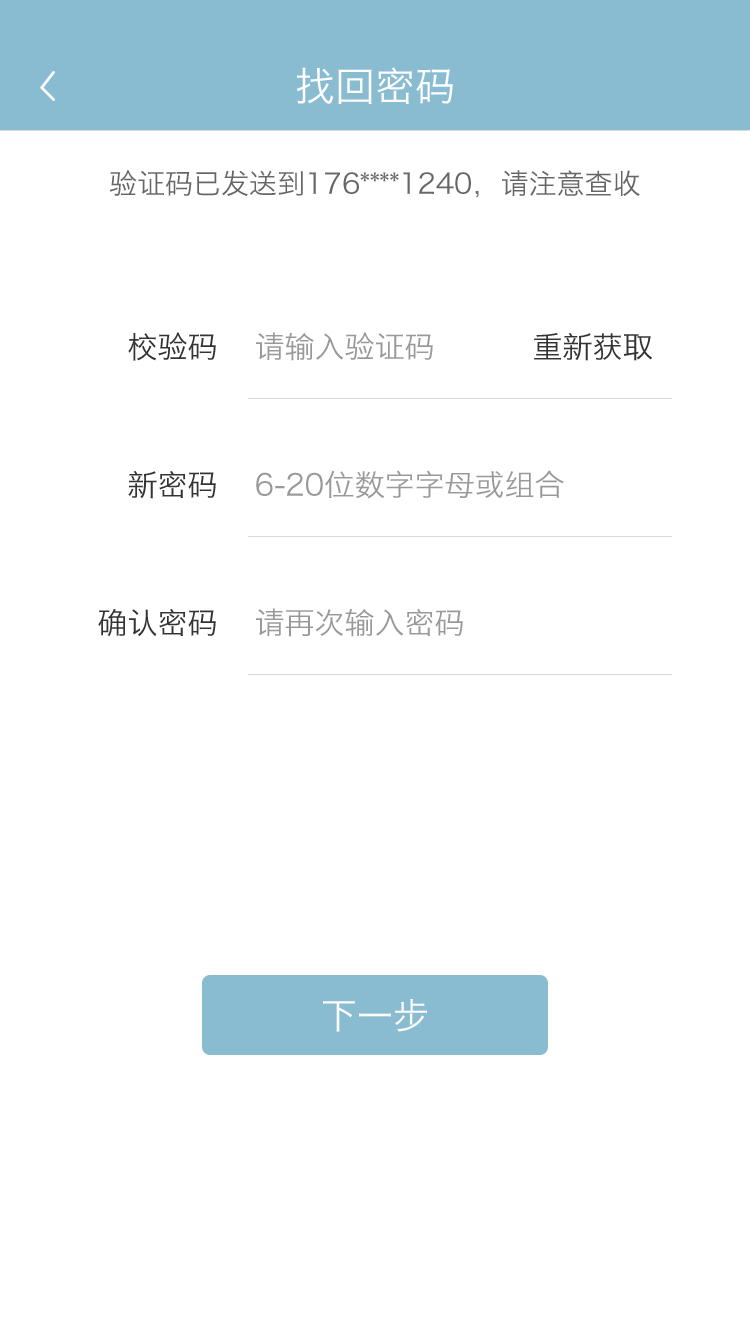 找回密码
验证码已发送到176****1240，请注意查收
校验码 请输入验证码 重新获取
新密码 6-20位数字字母或组合
确认密码 请再次输入密码
下一步